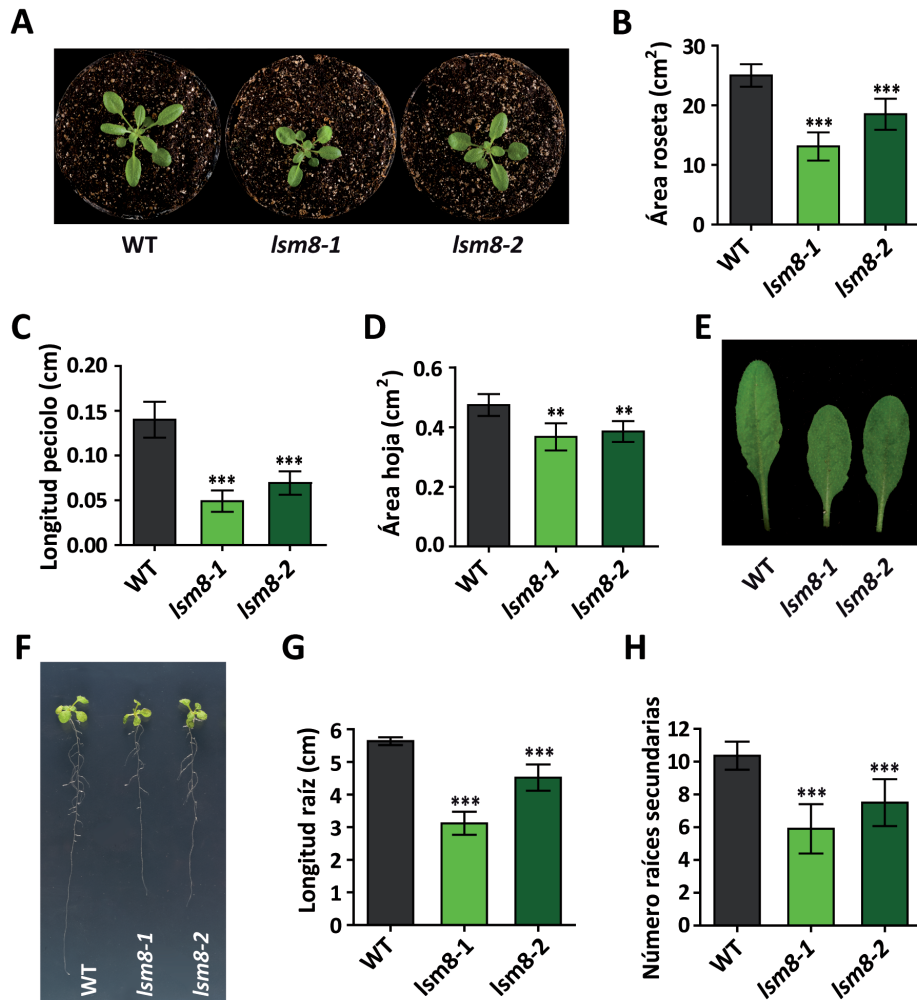 A
WT
lsm8-1
lsm8-2
B
Área roseta (cm²)
30
20
10
0
***
***
WT
lsm8-1
lsm8-2
C
Longitud peciolo (cm)
0.20
0.15
0.10
0.05
0.00
***
***
WT
lsm8-1
lsm8-2
D
Área hoja (cm²)
0.6
0.4
0.2
0.0
**
**
WT
lsm8-1
lsm8-2
E
WT
lsm8-1
lsm8-2
F
WT
lsm8-1
lsm8-2
G
Longitud raíz (cm)
6
5
4
3
2
1
0
***
***
WT
lsm8-1
lsm8-2
H
Número raíces secundarias
12
10
8
6
4
2
0
***
***
WT
lsm8-1
lsm8-2